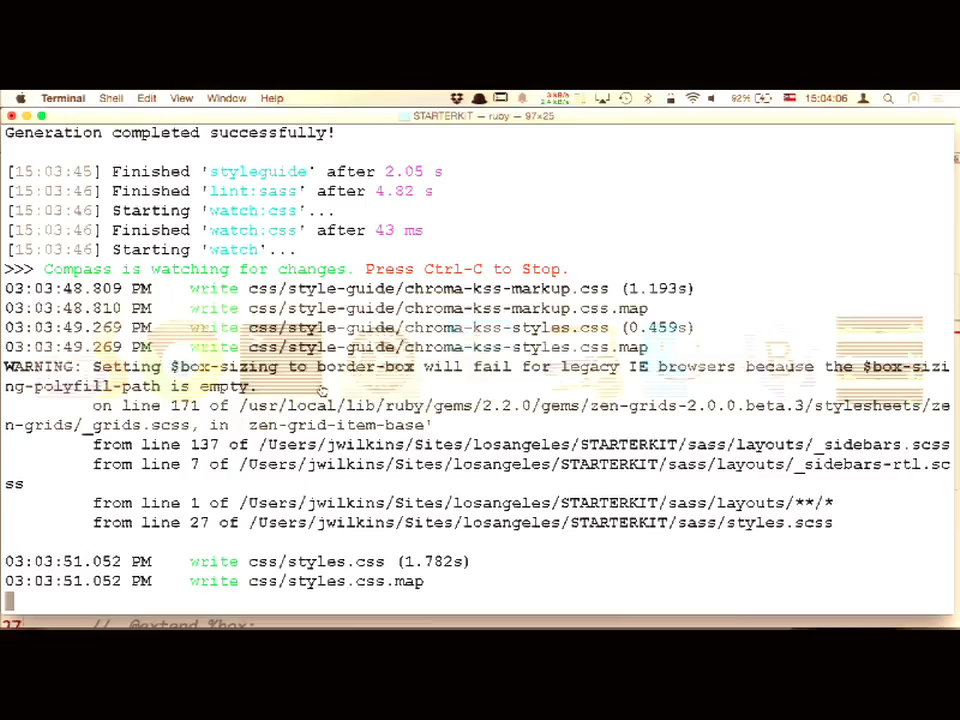 Terminal Shell Edit View Window Help 3 kB/s 2.4 kB/s 92% 15:04:06
STARTERKIT — ruby — 97×25
Generation completed successfully!
[15:03:45] Finished 'styleguide' after 2.05 s
[15:03:46] Finished 'lint:sass' after 4.82 s
[15:03:46] Starting 'watch:css'...
[15:03:46] Finished 'watch:css' after 43 ms
[15:03:46] Starting 'watch'...
>>> Compass is watching for changes. Press Ctrl-C to Stop.
03:03:48.809 PM write css/style-guide/chroma-kss-markup.css (1.193s)
03:03:48.810 PM write css/style-guide/chroma-kss-markup.css.map
03:03:49.269 PM write css/style-guide/chroma-kss-styles.css (0.459s)
03:03:49.269 PM write css/style-guide/chroma-kss-styles.css.map
WARNING: Setting $box-sizing to border-box will fail for legacy IE browsers because the $box-sizi
ng-polyfill-path is empty.
on line 171 of /usr/local/lib/ruby/gems/2.2.0/gems/zen-grids-2.0.0.beta.3/stylesheets/ze
n-grids/_grids.scss, in `zen-grid-item-base'
from line 137 of /Users/jwilkins/Sites/losangeles/STARTERKIT/sass/layouts/_sidebars.scss
from line 7 of /Users/jwilkins/Sites/losangeles/STARTERKIT/sass/layouts/_sidebars-rtl.sc
ss
from line 1 of /Users/jwilkins/Sites/losangeles/STARTERKIT/sass/layouts/**/*
from line 27 of /Users/jwilkins/Sites/losangeles/STARTERKIT/sass/styles.scss
03:03:51.052 PM write css/styles.css (1.782s)
03:03:51.052 PM write css/styles.css.map
27 // @extend %box;